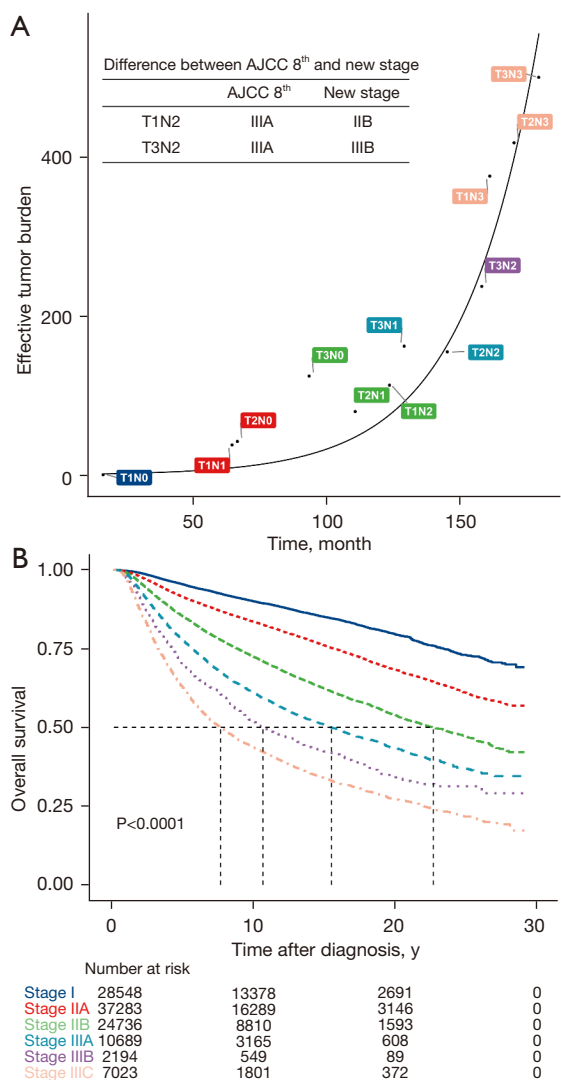 A
Difference between AJCC 8th and new stage
AJCC 8th New stage
T1N2 IIIA IIB
T3N2 IIIA IIIB
Effective tumor burden
400
200
0
T3N3
T2N3
T1N3
T3N2
T3N1
T2N2
T3N0
T2N1
T1N2
T2N0
T1N1
T1N0
50 100 150
Time, month
B
Overall survival
1.00
0.75
0.50
0.25
0.00
P<0.0001
0 10 20 30
Time after diagnosis, y
Number at risk
Stage I 28548 13378 2691 0
Stage IIA 37283 16289 3146 0
Stage IIB 24736 8810 1593 0
Stage IIIA 10689 3165 608 0
Stage IIIB 2194 549 89 0
Stage IIIC 7023 1801 372 0